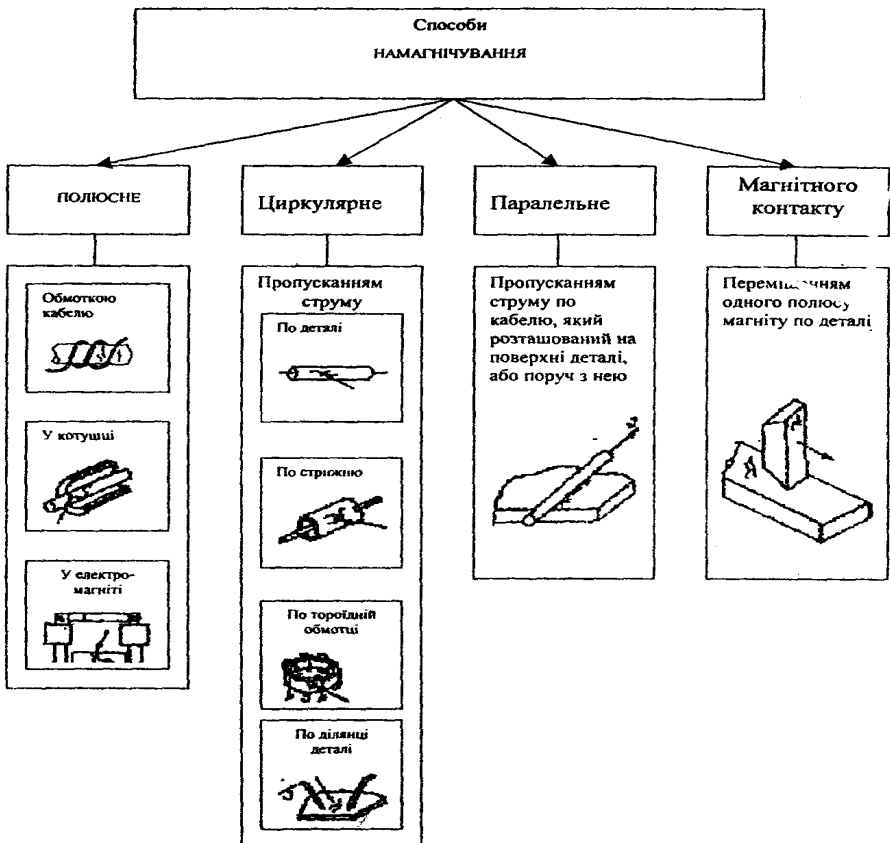 Способи
НАМАГНІЧУВАННЯ
ПОЛЮСНЕ
Циркулярне
Паралельне
Магнітного
контакту
Обмоткою
кабелю
У котушці
У електро-
магніті
Пропусканням
струму
По деталі
По стрижню
По тороїдній
обмотці
По ділянці
деталі
Пропусканням
струму по
кабелю, який
розташований на
поверхні деталі,
або поруч з нею
Переміщенням
одного полюсу
магніту по деталі